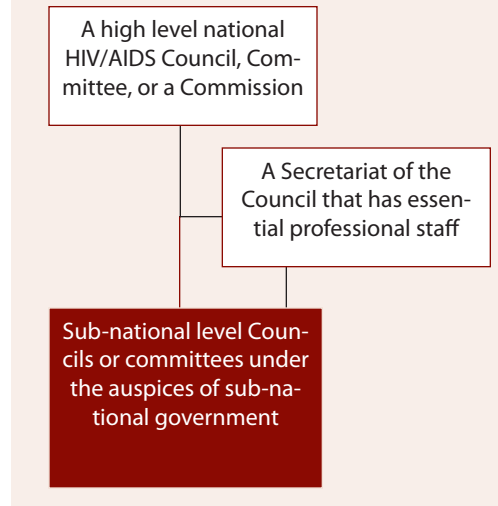 A high level national
HIV/AIDS Council, Com-
mittee, or a Commission
A Secretariat of the
Council that has essen-
tial professional staff
Sub-national level Coun-
cils or committees under
the auspices of sub-na-
tional government